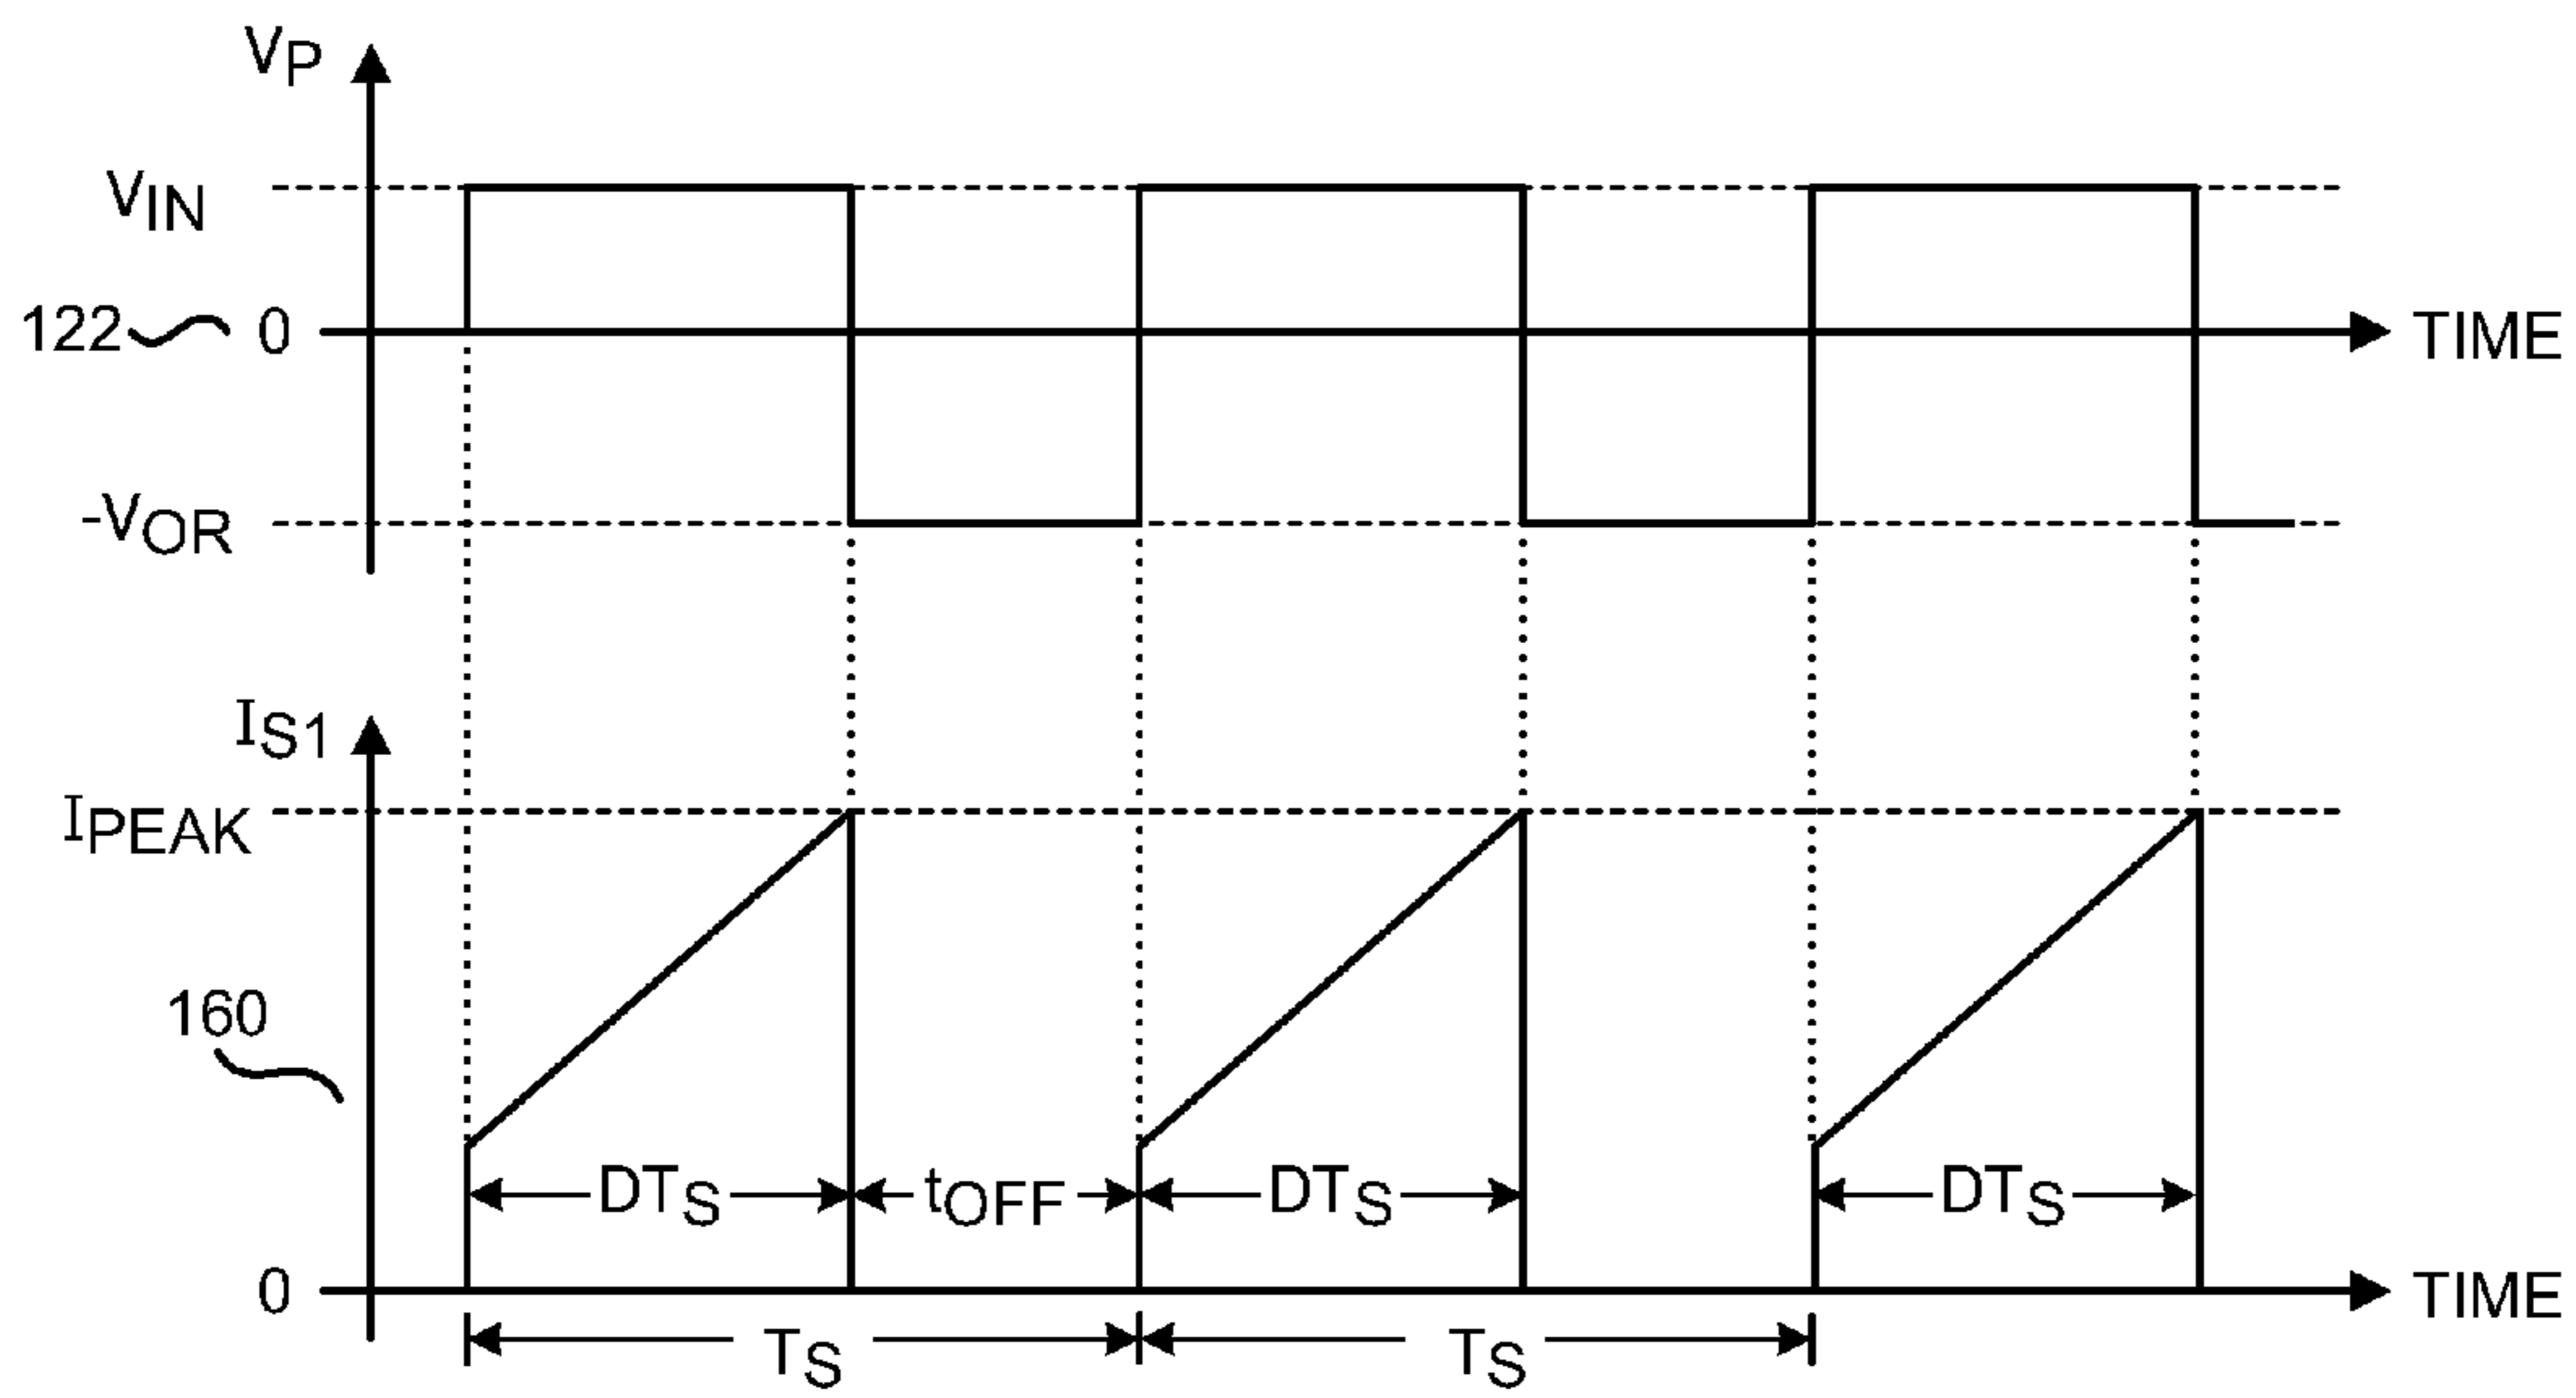 VP
VIN
122 0 TIME
-VOR
IS1
IPEAK
160
DTS tOFF DTS DTS
0 TIME
TS TS